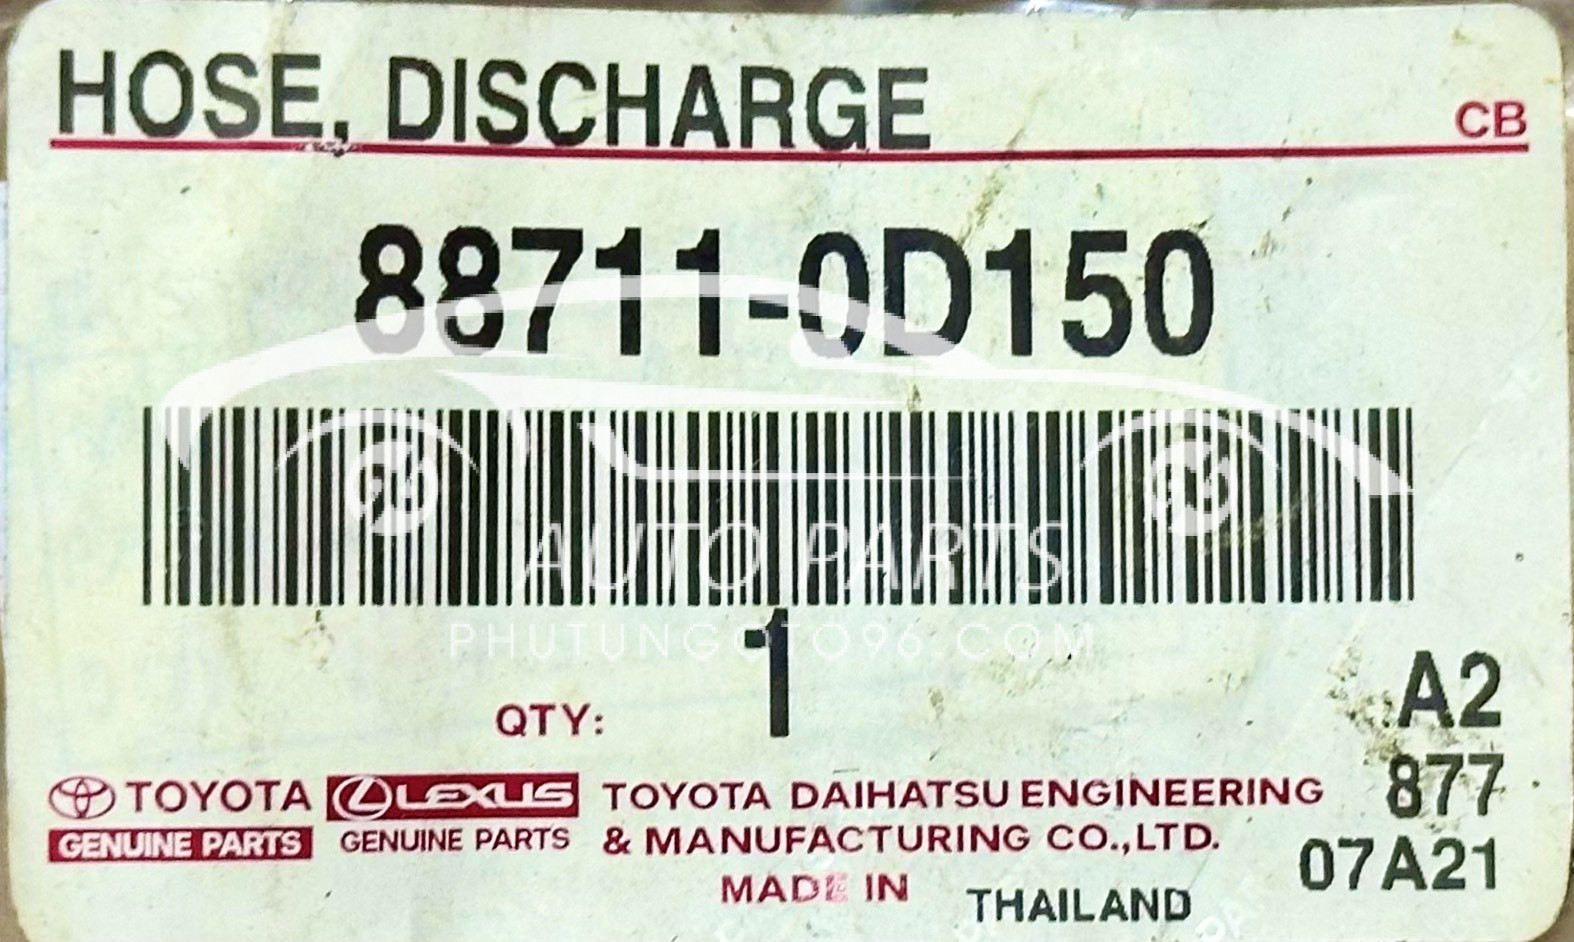 HOSE, DISCHARGE
CB
88711-0D150
AUTO PARTS
PHUTUNGOTO96.COM
QTY: 1
A2
877
07A21
TOYOTA
GENUINE PARTS
LEXUS
GENUINE PARTS
TOYOTA DAIHATSU ENGINEERING
& MANUFACTURING CO.,LTD.
MADE IN THAILAND